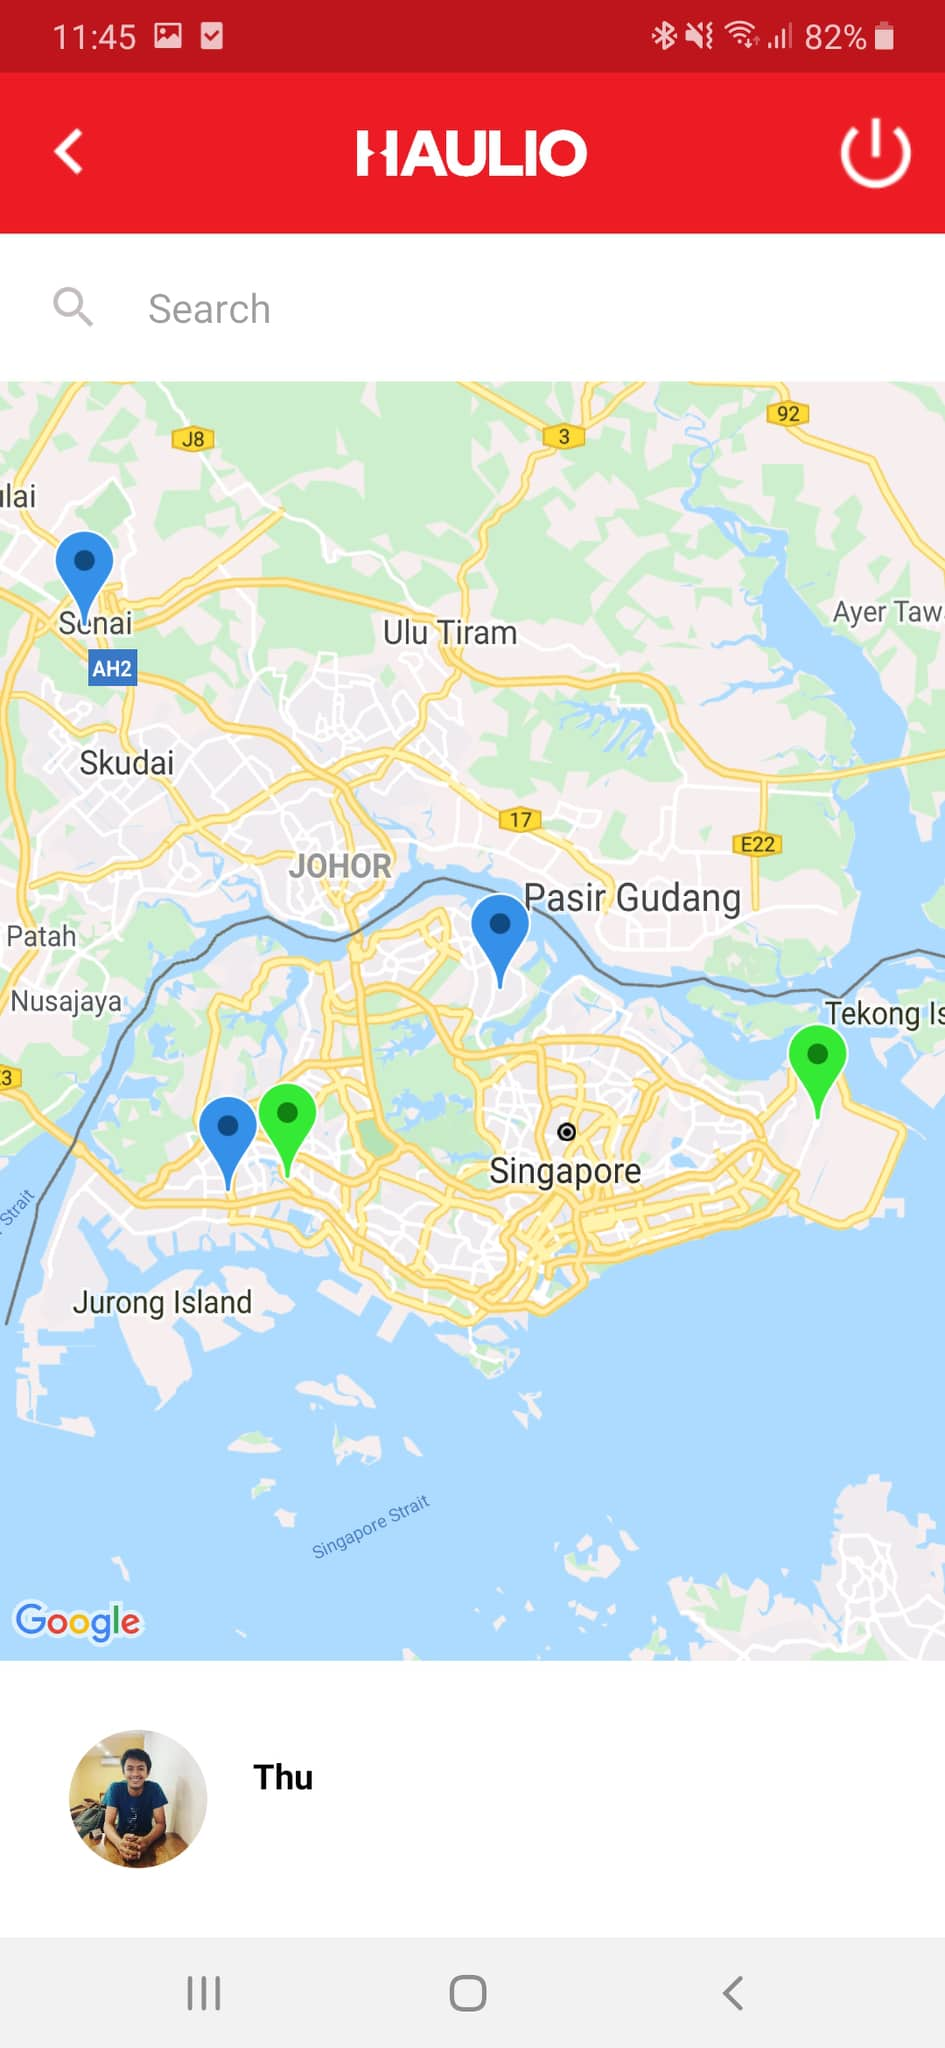 11:45
82%
HAULIO
Search
92
3
J8
lai
Ayer Taw
Senai
Ulu Tiram
AH2
Skudai
17
E22
JOHOR
Pasir Gudang
Patah
Nusajaya
Tekong Is
3
Singapore
Strait
Jurong Island
Singapore Strait
Google
Thu